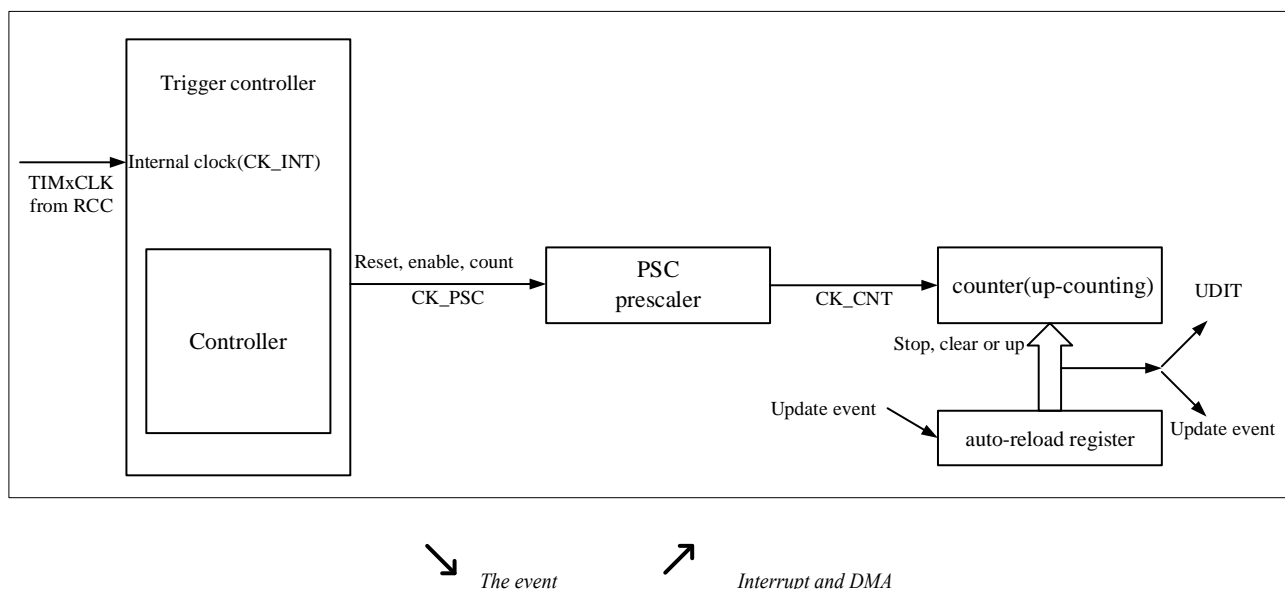 Trigger controller
Internal clock(CK_INT)
TIMxCLK
from RCC
Controller
Reset, enable, count
CK_PSC
PSC
prescaler
CK_CNT
counter(up-counting)
UDIT
Stop, clear or up
Update event
auto-reload register
Update event
The event
Interrupt and DMA